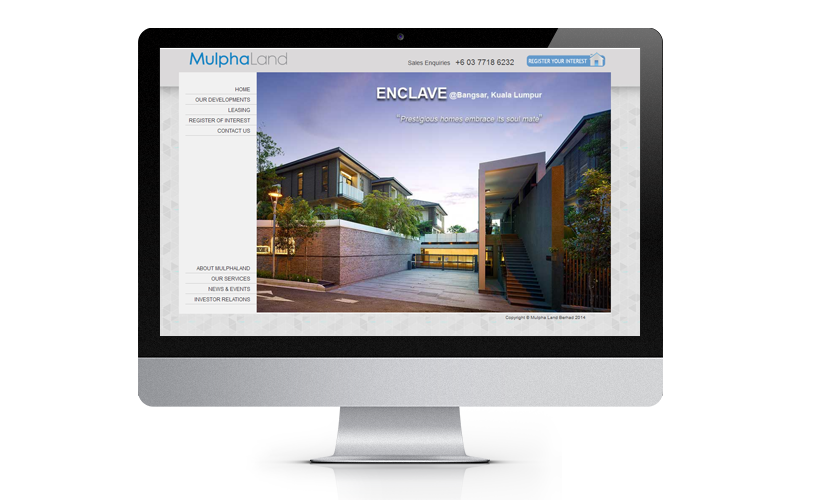 MulphaLand
Sales Enquiries +6 03 7718 6232
REGISTER YOUR INTEREST
HOME
OUR DEVELOPMENTS
LEASING
REGISTER OF INTEREST
CONTACT US
ENCLAVE @Bangsar, Kuala Lumpur
"Prestigious homes embrace its soul mate"
ABOUT MULPHALAND
OUR SERVICES
NEWS & EVENTS
INVESTOR RELATIONS
Copyright © Mulpha Land Berhad 2014